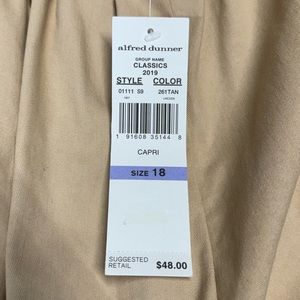 alfred dunner
GROUP NAME
CLASSICS
2019
STYLE COLOR
01111 S9 261TAN
1 91608 35144 8
CAPRI
SIZE 18
SUGGESTED
RETAIL $48.00